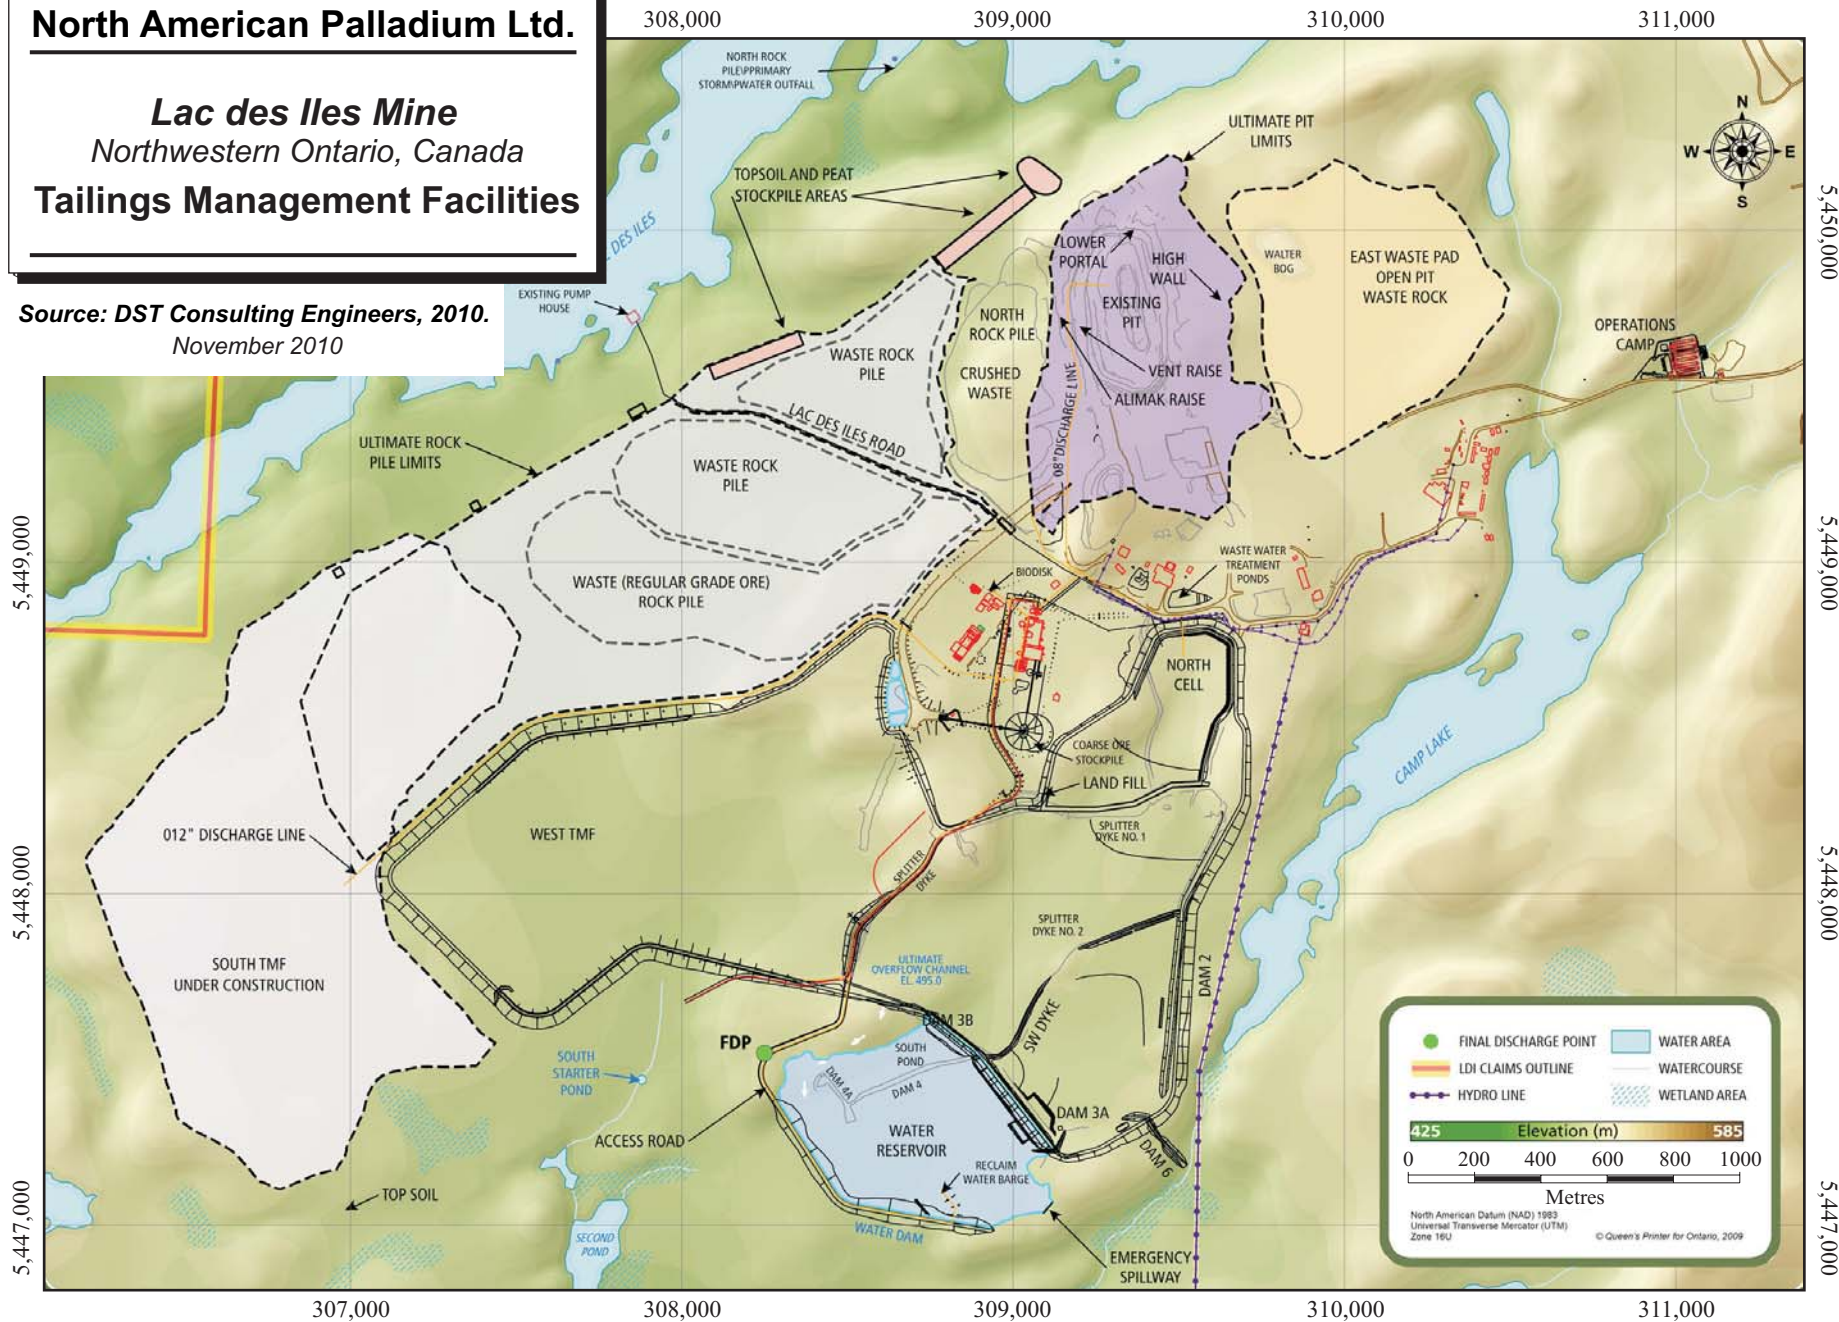 North American Palladium Ltd.
Lac des Iles Mine
Northwestern Ontario, Canada
Tailings Management Facilities
Source: DST Consulting Engineers, 2010.
November 2010
308,000
309,000
310,000
311,000
NORTH ROCK
PILE\PPRIMARY
STORM\PWATER OUTFALL
ULTIMATE PIT
LIMITS
N
W
E
S
TOPSOIL AND PEAT
STOCKPILE AREAS
DES ILES
5,450,000
LOWER
PORTAL
HIGH
WALL
WALTER
BOG
EAST WASTE PAD
OPEN PIT
WASTE ROCK
EXISTING PUMP
HOUSE
EXISTING
PIT
NORTH
ROCK PILE
OPERATIONS
CAMP
WASTE ROCK
PILE
CRUSHED
WASTE
VENT RAISE
ALIMAK RAISE
08" DISCHARGE LINE
LAC DES ILES ROAD
ULTIMATE ROCK
PILE LIMITS
WASTE ROCK
PILE
5,449,000
5,449,000
WASTE WATER
TREATMENT
PONDS
BIODISK
WASTE (REGULAR GRADE ORE)
ROCK PILE
NORTH
CELL
COARSE ORE
STOCKPILE
LAND FILL
CAMP LAKE
012" DISCHARGE LINE
WEST TMF
SPLITTER
DYKE NO. 1
SPLITTER
DYKE
5,448,000
5,448,000
SPLITTER
DYKE NO. 2
SOUTH TMF
UNDER CONSTRUCTION
ULTIMATE
OVERFLOW CHANNEL
EL. 495.0
DAM 2
DAM 3B
SW DYKE
FDP
SOUTH
POND
SOUTH
STARTER
POND
DAM 4A
DAM 4
DAM 3A
ACCESS ROAD
WATER
RESERVOIR
DAM 6
RECLAIM
WATER BARGE
TOP SOIL
WATER DAM
SECOND
POND
EMERGENCY
SPILLWAY
5,447,000
5,447,000
FINAL DISCHARGE POINT
WATER AREA
LDI CLAIMS OUTLINE
WATERCOURSE
HYDRO LINE
WETLAND AREA
425
Elevation (m)
585
0
200
400
600
800
1000
Metres
North American Datum (NAD) 1983
Universal Transverse Mercator (UTM)
Zone 16U
© Queen's Printer for Ontario, 2009
307,000
308,000
309,000
310,000
311,000